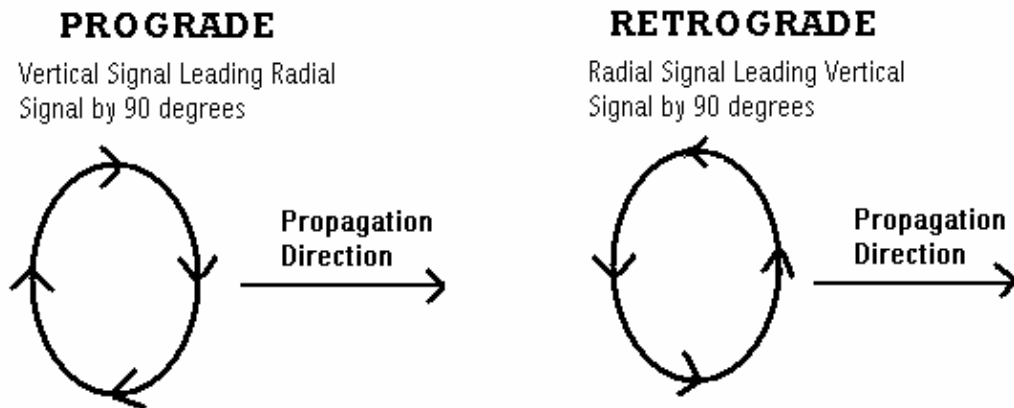 PROGRADE
Vertical Signal Leading Radial
Signal by 90 degrees
Propagation
Direction
RETROGRADE
Radial Signal Leading Vertical
Signal by 90 degrees
Propagation
Direction